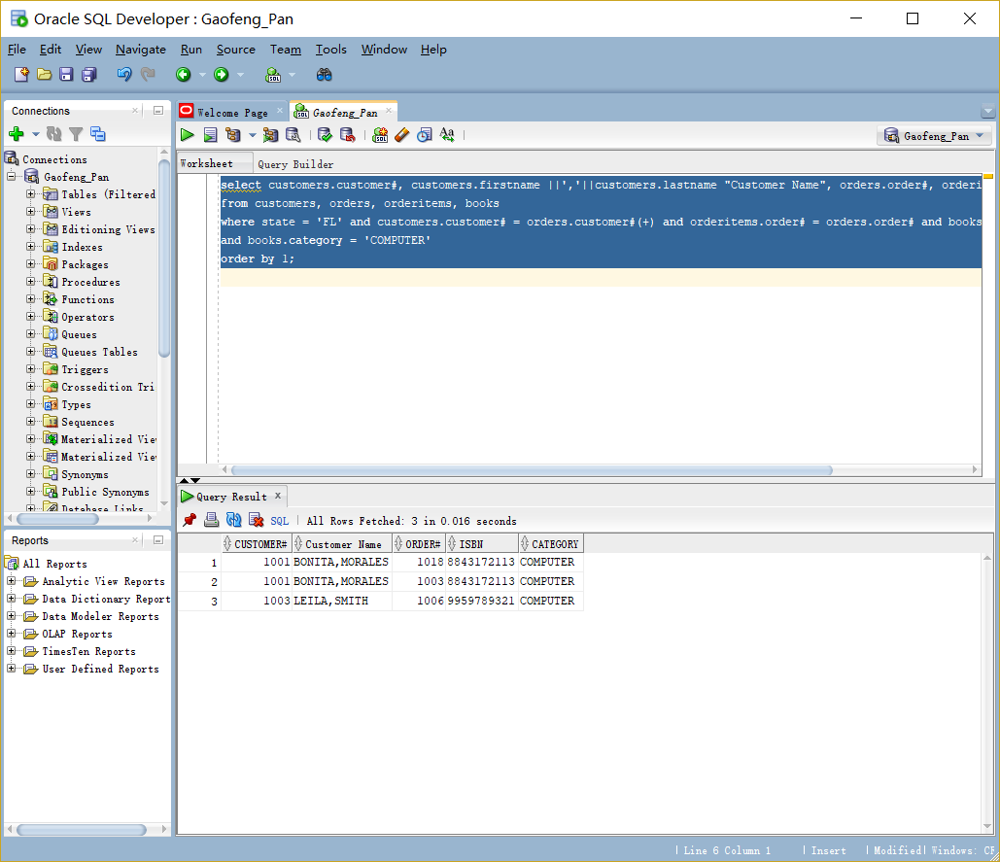 Oracle SQL Developer : Gaofeng_Pan
File Edit View Navigate Run Source Team Tools Window Help
Connections
Connections
Gaofeng_Pan
Tables (Filtered
Views
Editioning Views
Indexes
Packages
Procedures
Functions
Operators
Queues
Queues Tables
Triggers
Crossedition Tri
Types
Sequences
Materialized Vie
Materialized Vie
Synonyms
Public Synonyms
Database Links
Reports
All Reports
Analytic View Reports
Data Dictionary Report
Data Modeler Reports
OLAP Reports
TimesTen Reports
User Defined Reports
Welcome Page Gaofeng_Pan
Gaofeng_Pan
Worksheet Query Builder
select customers.customer#, customers.firstname ||','||customers.lastname "Customer Name", orders.order#, orderi
from customers, orders, orderitems, books
where state = 'FL' and customers.customer# = orders.customer#(+) and orderitems.order# = orders.order# and books
and books.category = 'COMPUTER'
order by 1;
Query Result
SQL All Rows Fetched: 3 in 0.016 seconds
CUSTOMER# Customer Name ORDER# ISBN CATEGORY
1 1001 BONITA,MORALES 1018 8843172113 COMPUTER
2 1001 BONITA,MORALES 1003 8843172113 COMPUTER
3 1003 LEILA,SMITH 1006 9959789321 COMPUTER
Line 6 Column 1 Insert Modified Windows: CR